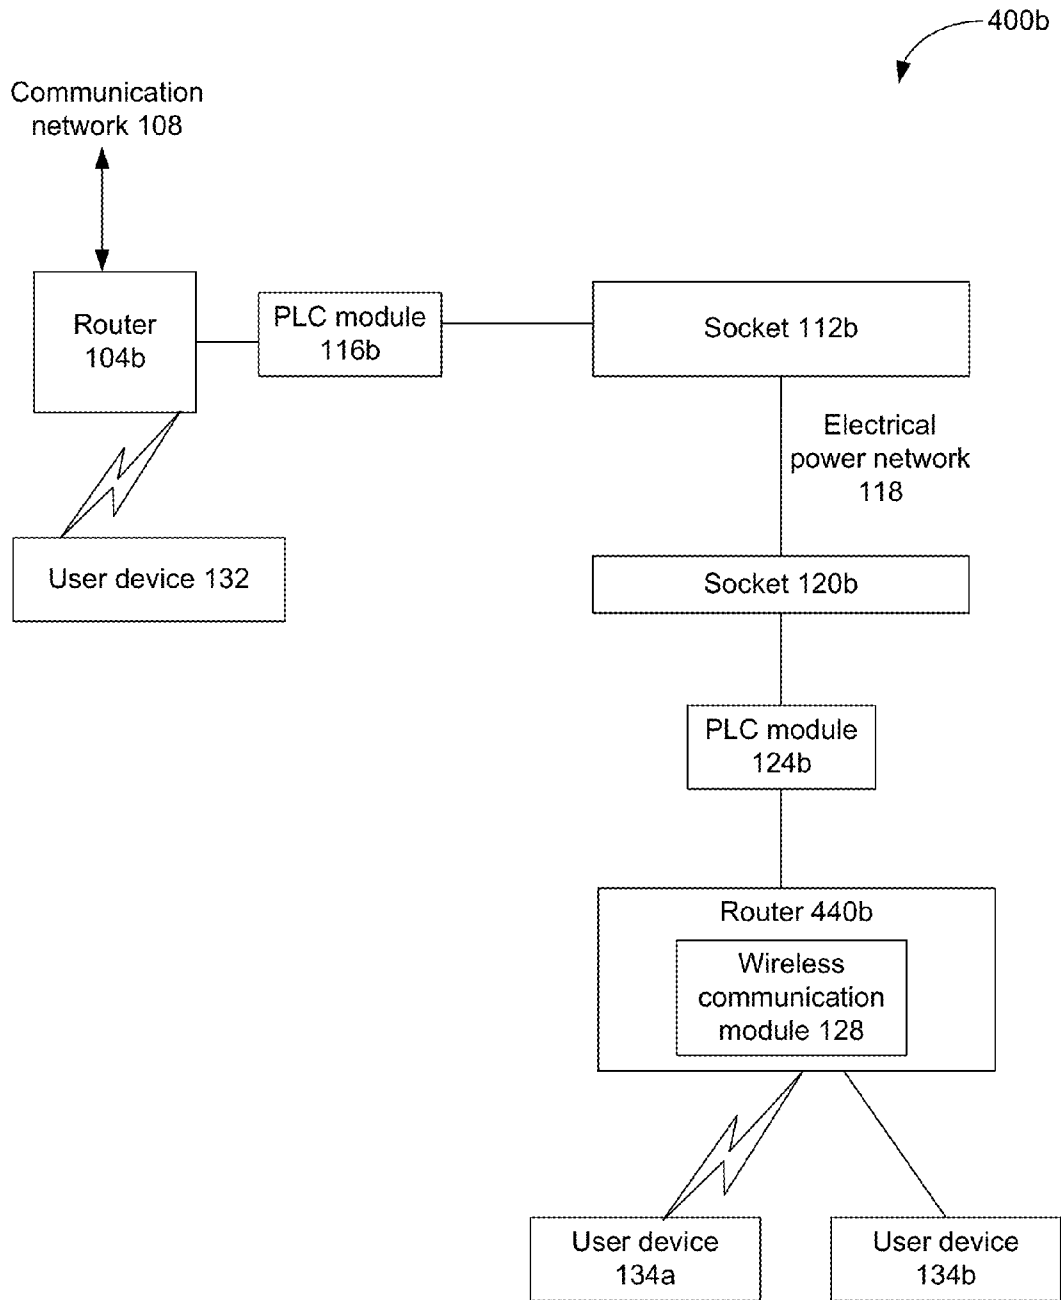 400b
Communication
network 108
Router
104b
PLC module
116b
Socket 112b
Electrical
power network
118
User device 132
Socket 120b
PLC module
124b
Router 440b
Wireless
communication
module 128
User device
134a
User device
134b